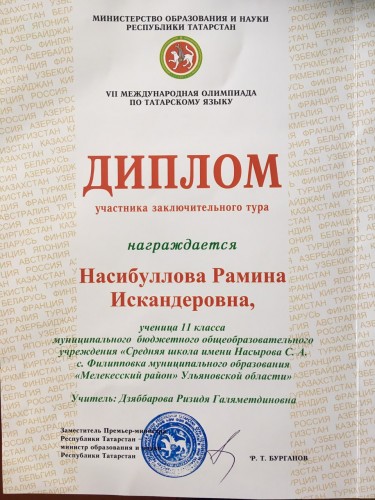 МИНИСТЕРСТВО ОБРАЗОВАНИЯ И НАУКИ
РЕСПУБЛИКИ ТАТАРСТАН
VII МЕЖДУНАРОДНАЯ ОЛИМПИАДА
ПО ТАТАРСКОМУ ЯЗЫКУ
ДИПЛОМ
участника заключительного тура
награждается
Насибуллова Рамина
Искандеровна,
ученица 11 класса
муниципального бюджетного общеобразовательного
учреждения «Средняя школа имени Насырова С. А.
с. Филипповка муниципального образования
«Мелекесский район» Ульяновской области»
Учитель: Дзяббарова Ризидя Галяметдиновна
Заместитель Премьер-мини
Республики Татарстан -
министр образования и
Республики Татарстан
Р. Т. БУРГАНОВ